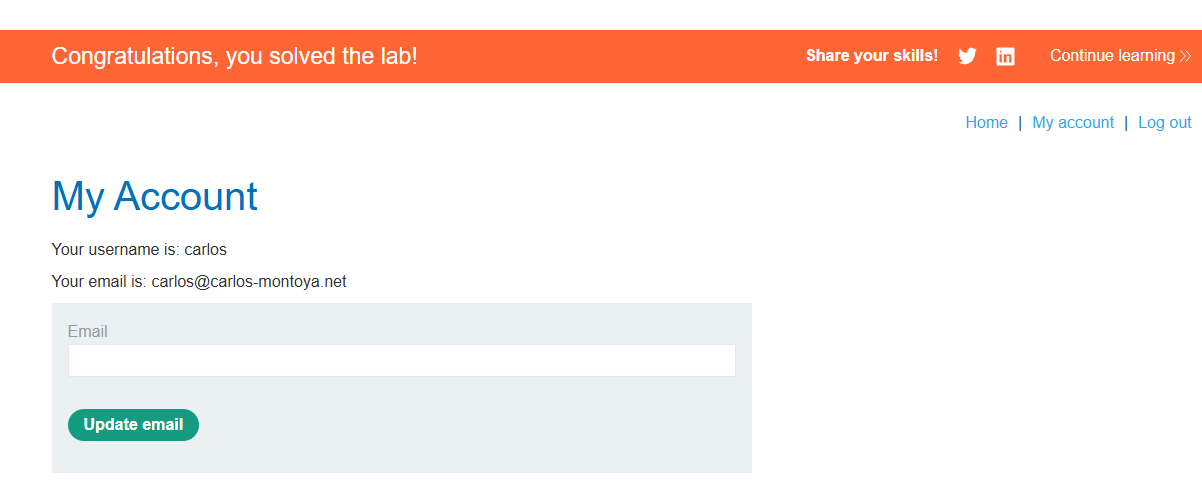 Congratulations, you solved the lab! Share your skills! Continue learning
Home | My account | Log out
My Account
Your username is: carlos
Your email is: carlos@carlos-montoya.net
Email
Update email